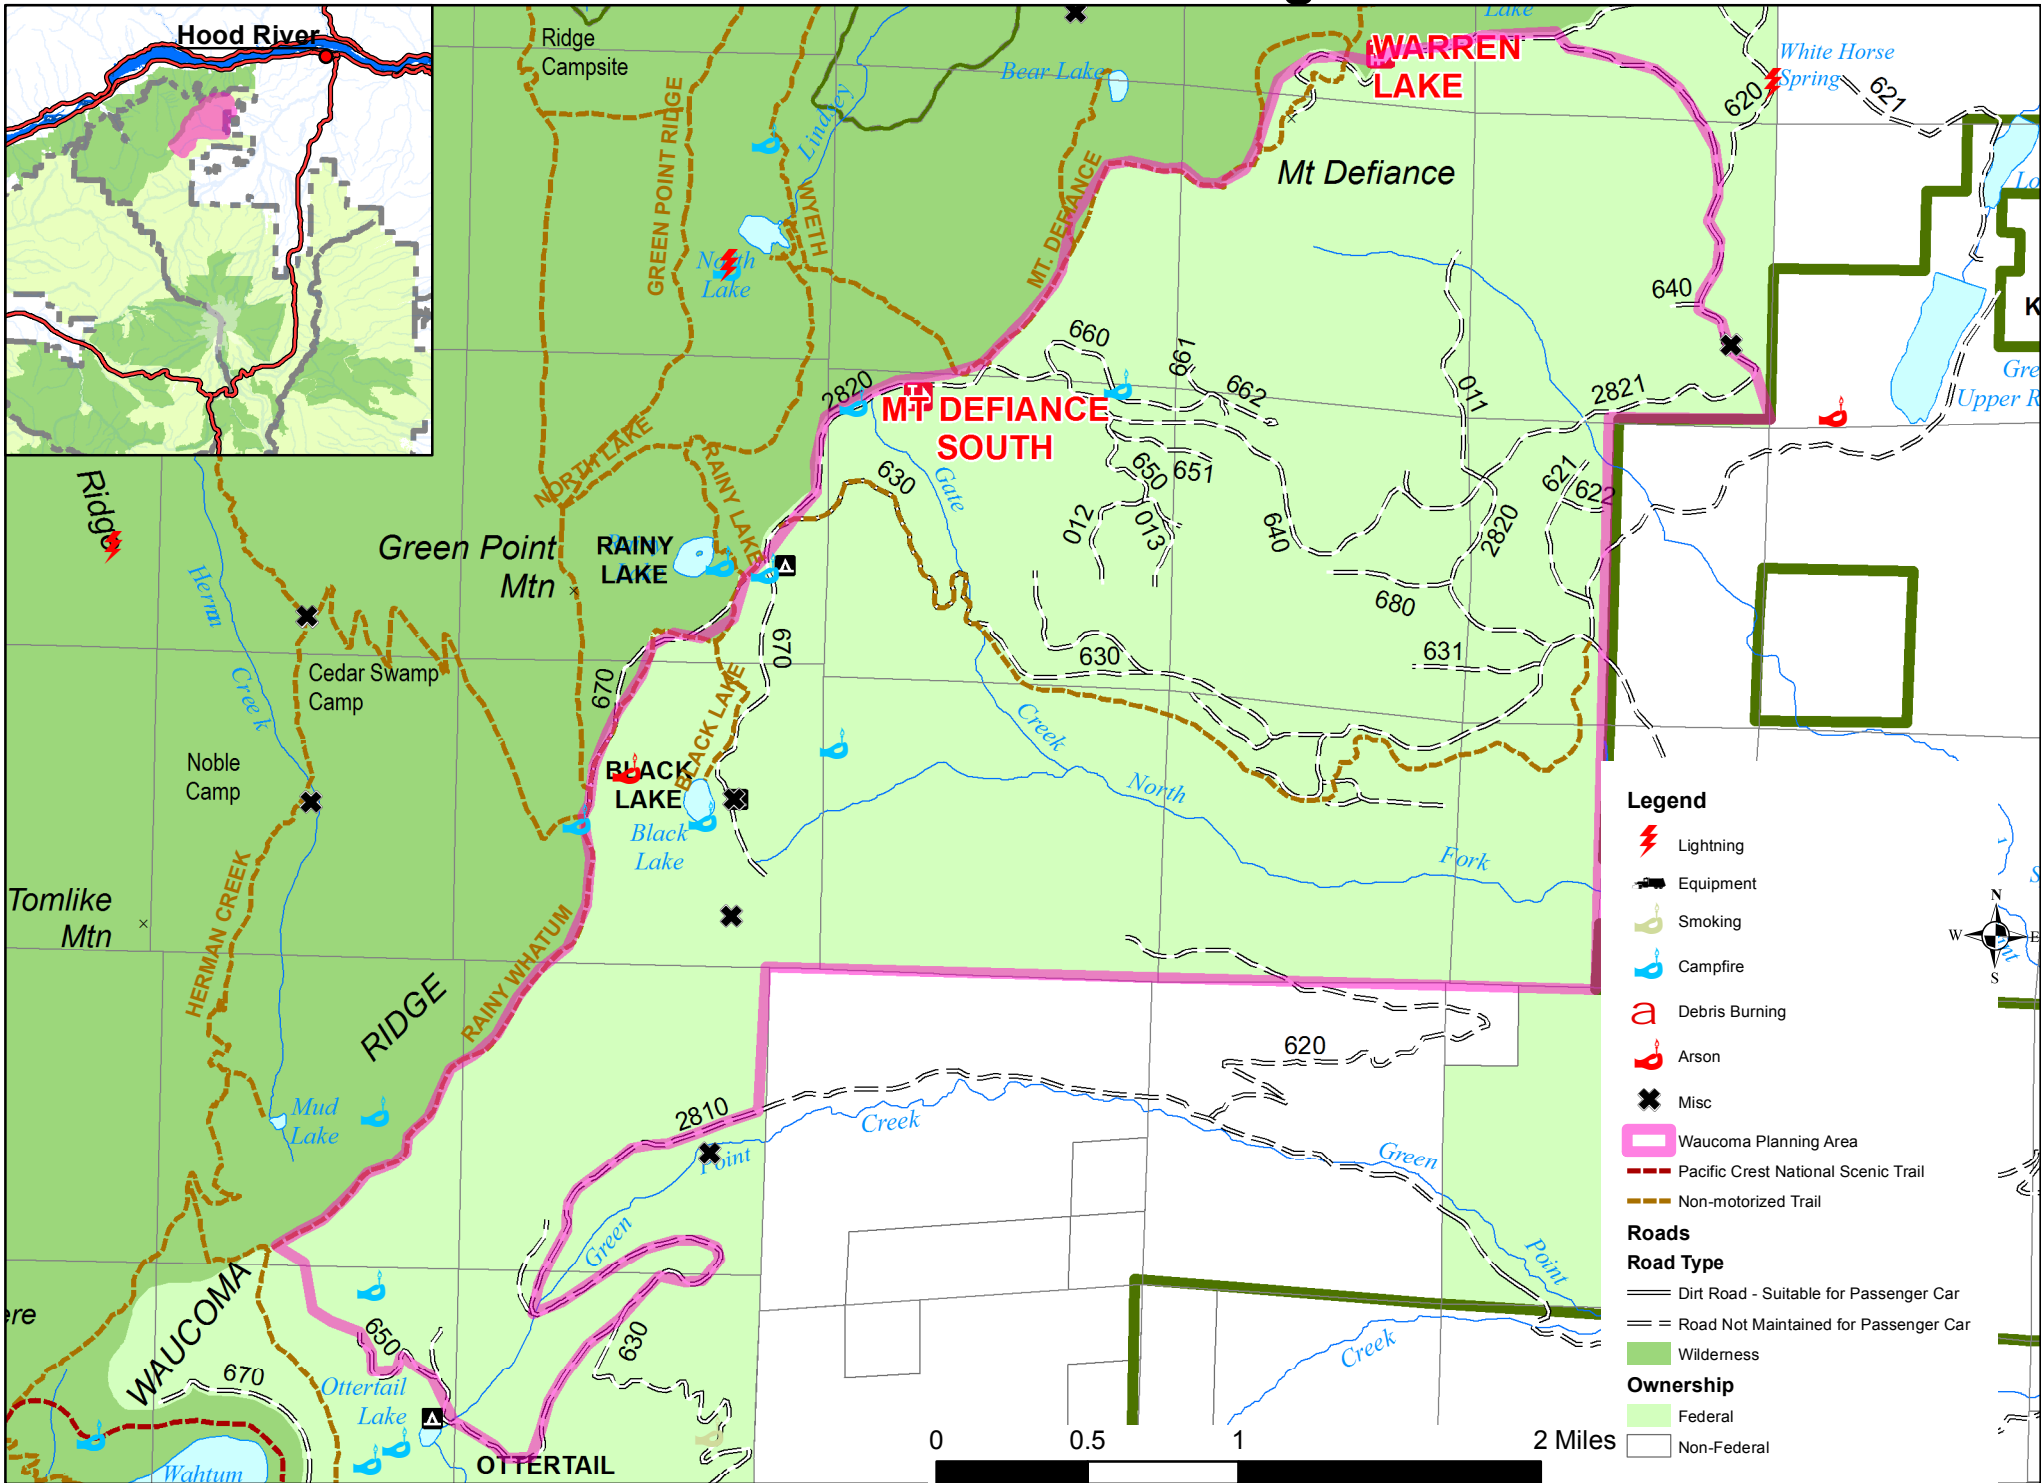 Hood River
Ridge
Campsite
GREEN POINT RIDGE
Lindsey
WYETH
Bear Lake
Lake
WARREN
LAKE
White Horse
Spring
620
621
Mt Defiance
MT. DEFIANCE
North
Lake
640
K
Lo
Gre
Upper R
660
661
662
011
2821
2820
MT DEFIANCE
SOUTH
NORTH LAKE
RAINY LAKE
630
Gate
650
651
012
013
640
2820
621
622
Ridge
Green Point
Mtn
RAINY
LAKE
680
631
630
670
670
Herman
Creek
Cedar Swamp
Camp
Noble
Camp
BLACK LAKE
BLACK
LAKE
Black
Lake
Creek
North
Fork
Tomlike
Mtn
HERMAN CREEK
RIDGE
RAINY WHATUM
Mud
Lake
2810
Point
Creek
620
Green
Green
Point
Creek
WAUCOMA
ere
650
630
670
Ottertail
Lake
OTTERTAIL
Wahtum
Legend
Lightning
Equipment
Smoking
Campfire
a Debris Burning
Arson
Misc
Waucoma Planning Area
Pacific Crest National Scenic Trail
Non-motorized Trail
Roads
Road Type
Dirt Road - Suitable for Passenger Car
Road Not Maintained for Passenger Car
Wilderness
Ownership
Federal
Non-Federal
N
W
E
S
0 0.5 1 2 Miles